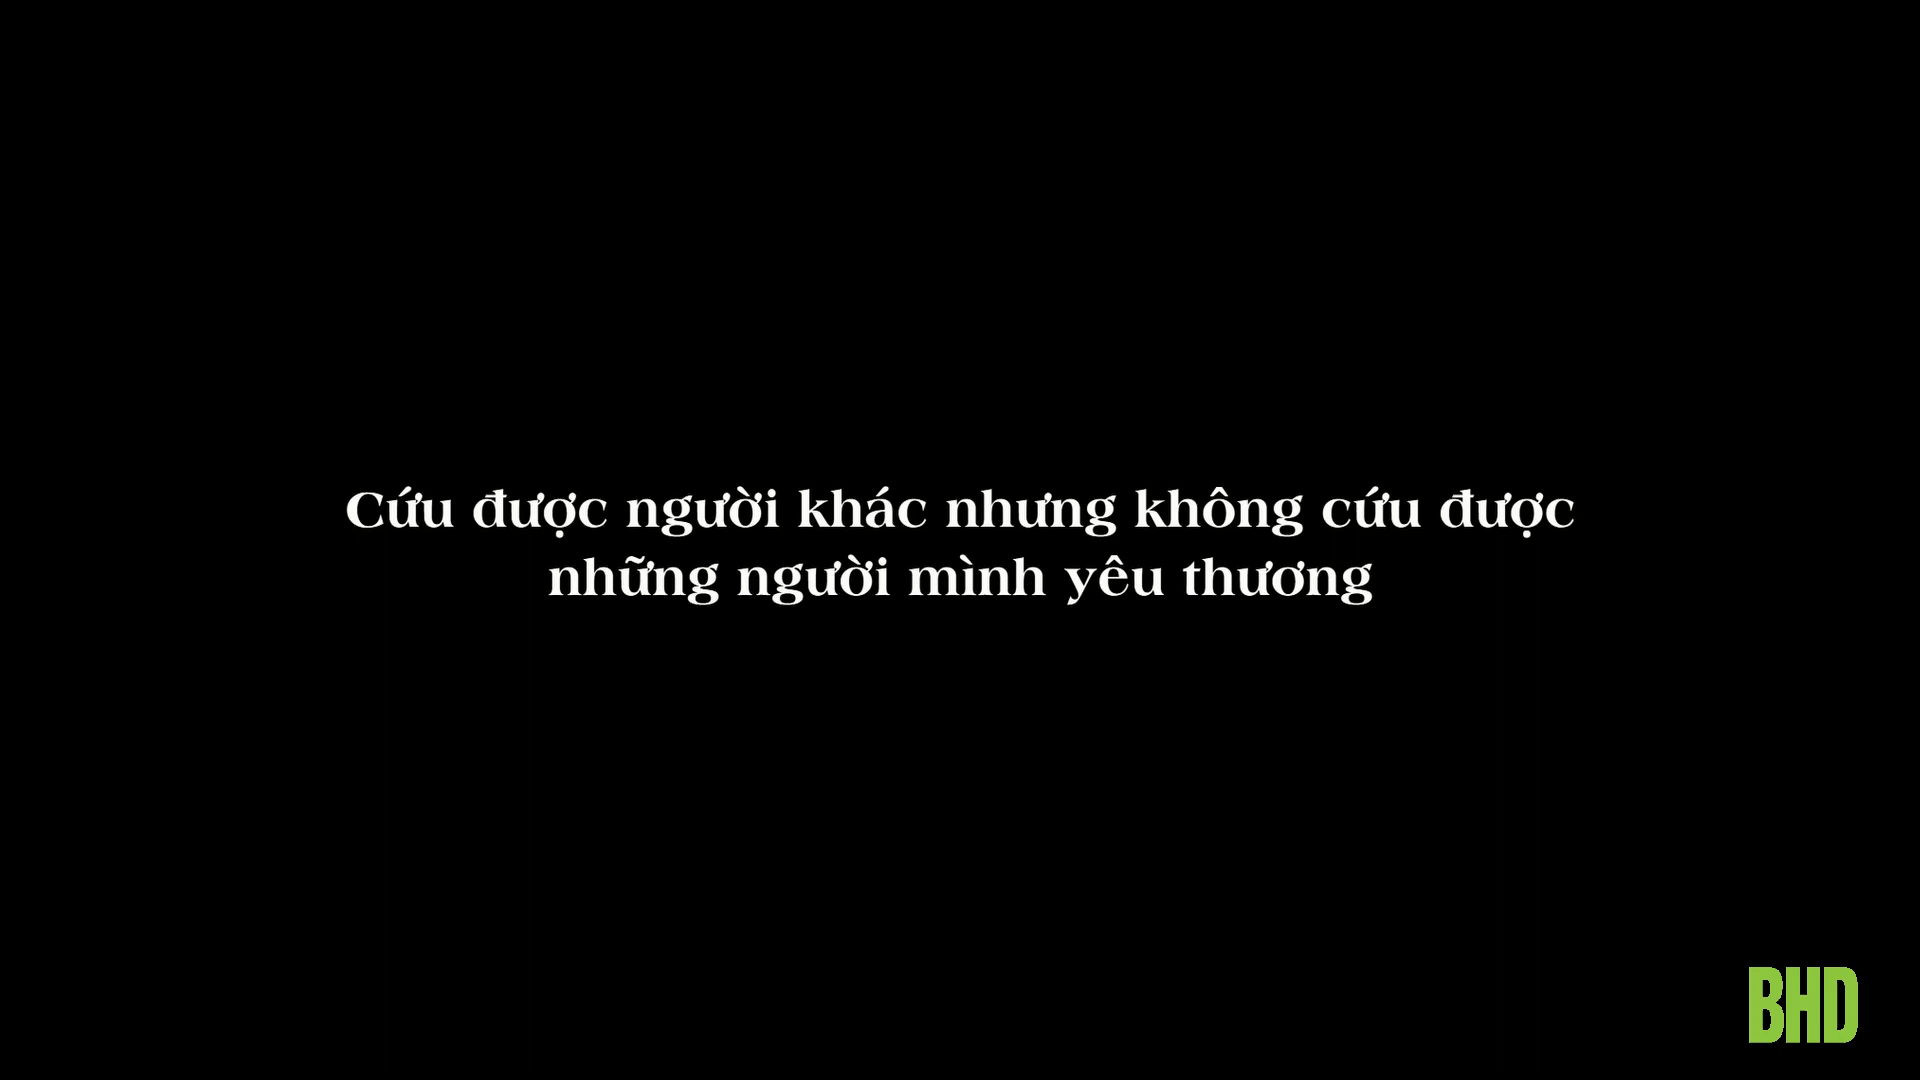 Cứu được người khác nhưng không cứu được
những người mình yêu thương
BHD